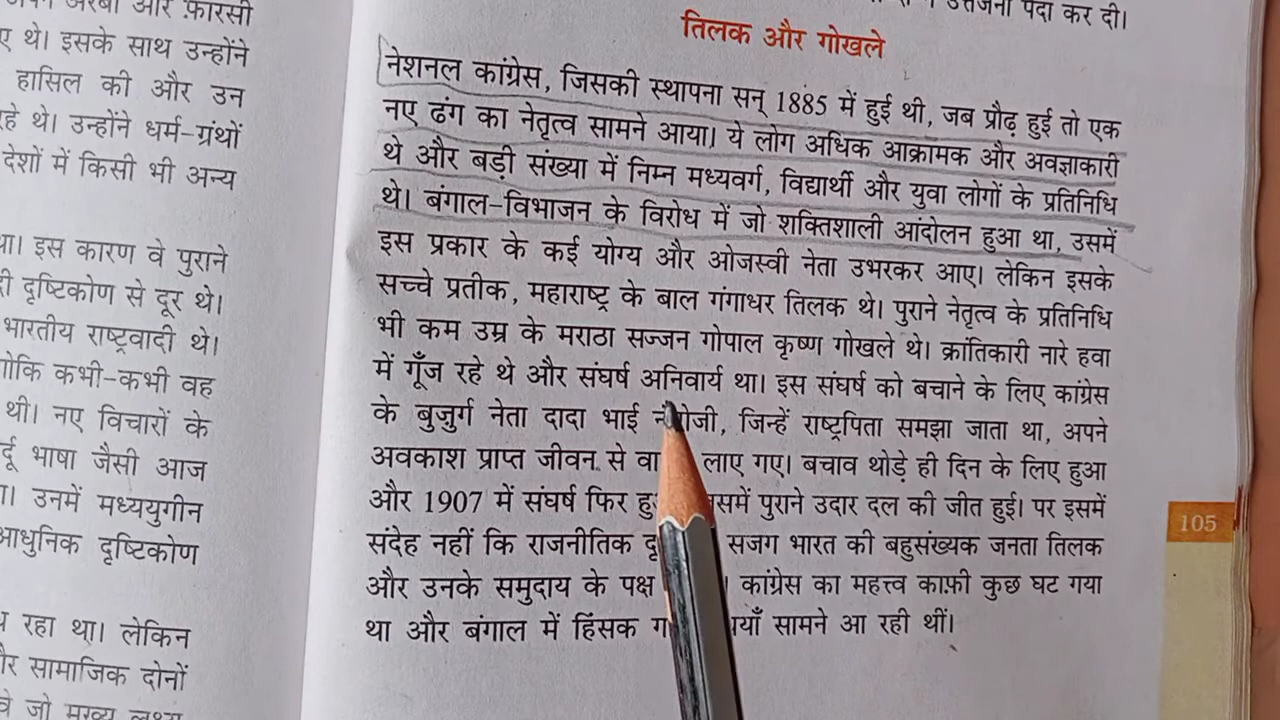 अरबी और फ़ारसी
ए थे। इसके साथ उन्होंने
हासिल की और उन
रहे थे। उन्होंने धर्म-ग्रंथों
देशों में किसी भी अन्य
था। इस कारण वे पुराने
दृष्टिकोण से दूर थे।
भारतीय राष्ट्रवादी थे।
कभी-कभी वह
थी। नए विचारों के
भाषा जैसी आज
उनमें मध्ययुगीन
आधुनिक दृष्टिकोण
रहा था। लेकिन
सामाजिक दोनों
वे जो मुख्य लक्ष्य
उत्तेजना पैदा कर दी।
तिलक और गोखले
नेशनल कांग्रेस, जिसकी स्थापना सन् 1885 में हुई थी, जब प्रौढ़ हुई तो एक
नए ढंग का नेतृत्व सामने आया। ये लोग अधिक आक्रामक और अवज्ञाकारी
थे और बड़ी संख्या में निम्न मध्यवर्ग, विद्यार्थी और युवा लोगों के प्रतिनिधि
थे। बंगाल-विभाजन के विरोध में जो शक्तिशाली आंदोलन हुआ था, उसमें
इस प्रकार के कई योग्य और ओजस्वी नेता उभरकर आए। लेकिन इसके
सच्चे प्रतीक, महाराष्ट्र के बाल गंगाधर तिलक थे। पुराने नेतृत्व के प्रतिनिधि
भी कम उम्र के मराठा सज्जन गोपाल कृष्ण गोखले थे। क्रांतिकारी नारे हवा
में गूँज रहे थे और संघर्ष अनिवार्य था। इस संघर्ष को बचाने के लिए कांग्रेस
के बुज़ुर्ग नेता दादा भाई जिन्हें राष्ट्रपिता समझा जाता था, अपने
अवकाश प्राप्त जीवन से लाए गए। बचाव थोड़े ही दिन के लिए हुआ
और 1907 में संघर्ष फिर पुराने उदार दल की जीत हुई। पर इसमें
संदेह नहीं कि राजनीतिक सजग भारत की बहुसंख्यक जनता तिलक
और उनके समुदाय के पक्ष कांग्रेस का महत्त्व काफ़ी कुछ घट गया
था और बंगाल में हिंसक सामने आ रही थीं।
105